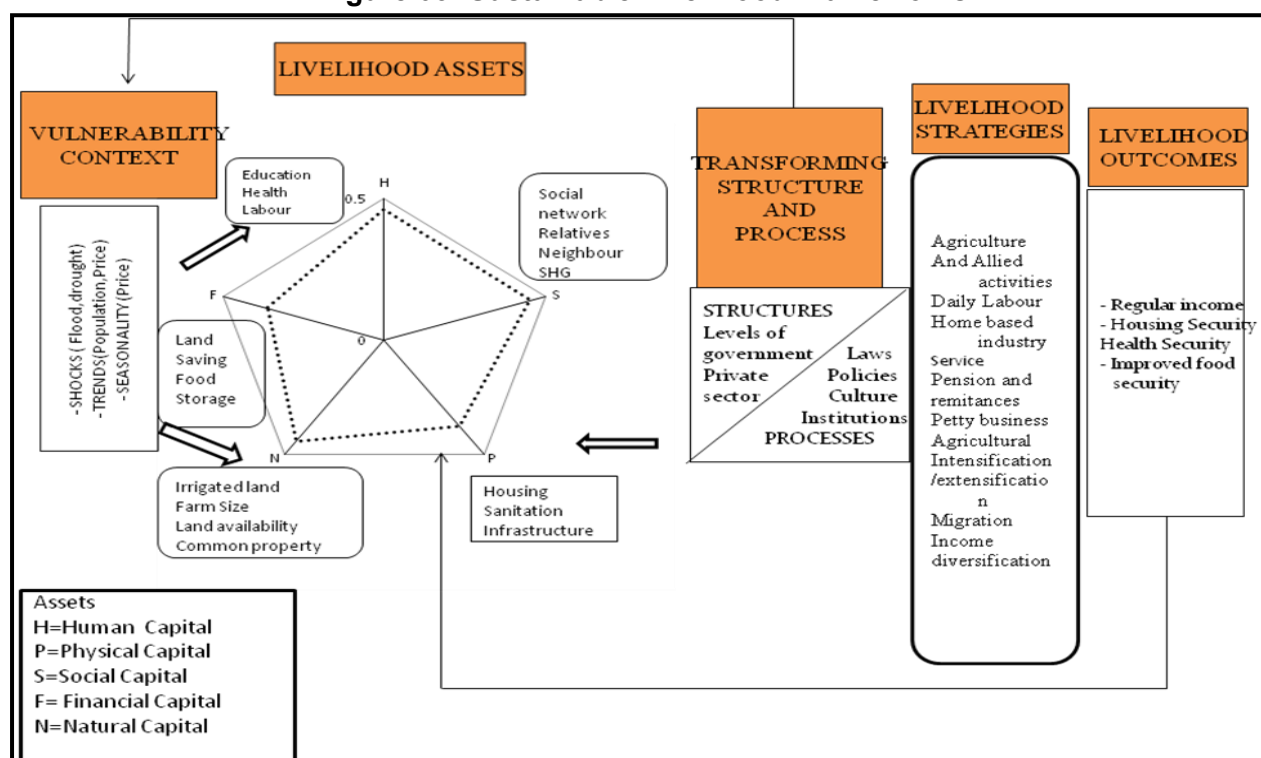 LIVELIHOOD ASSETS
VULNERABILITY
CONTEXT
-SHOCKS ( Flood,drought)
-TRENDS(Population,Price)
-SEASONALITY (Price)
Education
Health
Labour
H
0.5
Social
network
Relatives
Neighbour
SHG
F
S
0
Land
Saving
Food
Storage
N
P
Irrigated land
Farm Size
Land availability
Common property
Housing
Sanitation
Infrastructure
TRANSFORMING
STRUCTURE
AND
PROCESS
STRUCTURES
Levels of
government
Private
sector
Laws
Policies
Culture
Institutions
PROCESSES
LIVELIHOOD
STRATEGIES
Agriculture
And Allied
activities
Daily Labour
Home based
industry
Service
Pension and
remitances
Petty business
Agricultural
Intensification
/extensificatio
n
Migration
Income
diversification
LIVELIHOOD
OUTCOMES
- Regular income
- Housing Security
Health Security
- Improved food
security
Assets
H=Human Capital
P=Physical Capital
S=Social Capital
F= Financial Capital
N=Natural Capital